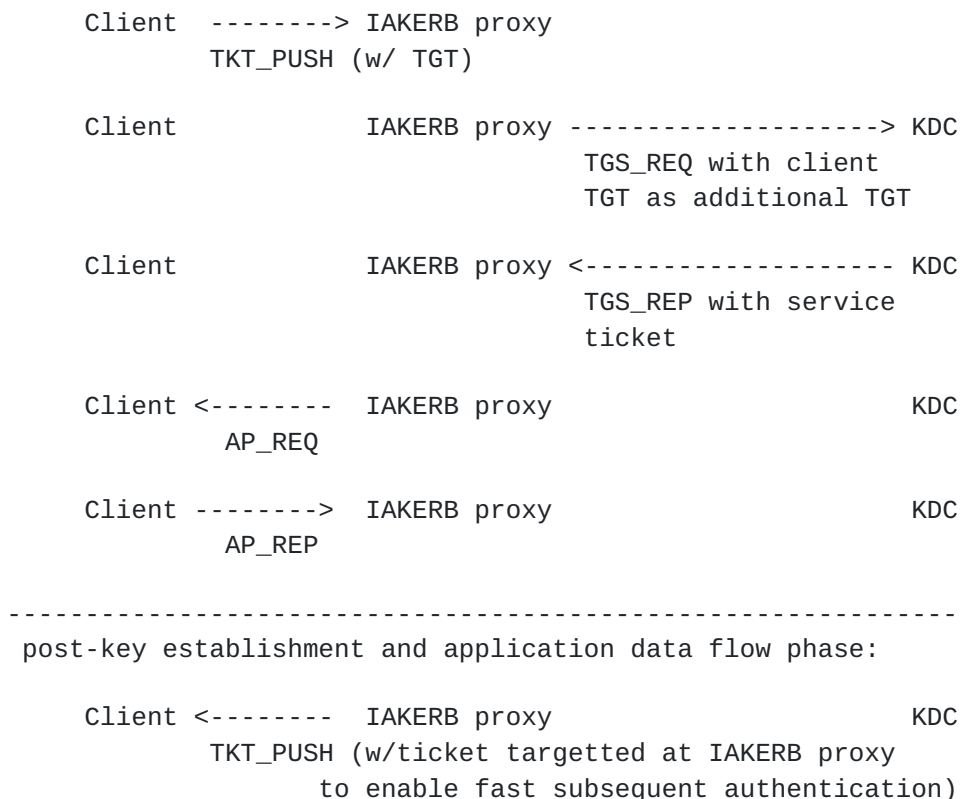 Client --------> IAKERB proxy
TKT_PUSH (w/ TGT)
Client IAKERB proxy --------------------> KDC
TGS_REQ with client
TGT as additional TGT
Client IAKERB proxy <-------------------- KDC
TGS_REP with service
ticket
Client <-------- IAKERB proxy KDC
AP_REQ
Client --------> IAKERB proxy KDC
AP_REP
-------------------------------------------------------------
post-key establishment and application data flow phase:
Client <-------- IAKERB proxy KDC
TKT_PUSH (w/ticket targetted at IAKERB proxy
to enable fast subsequent authentication)